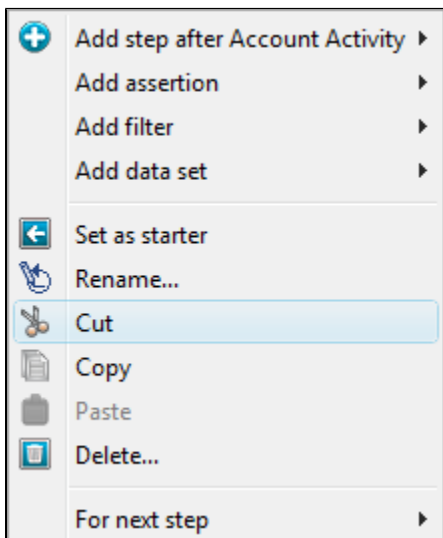 Add step after Account Activity
Add assertion
Add filter
Add data set
Set as starter
Rename...
Cut
Copy
Paste
Delete...
For next step